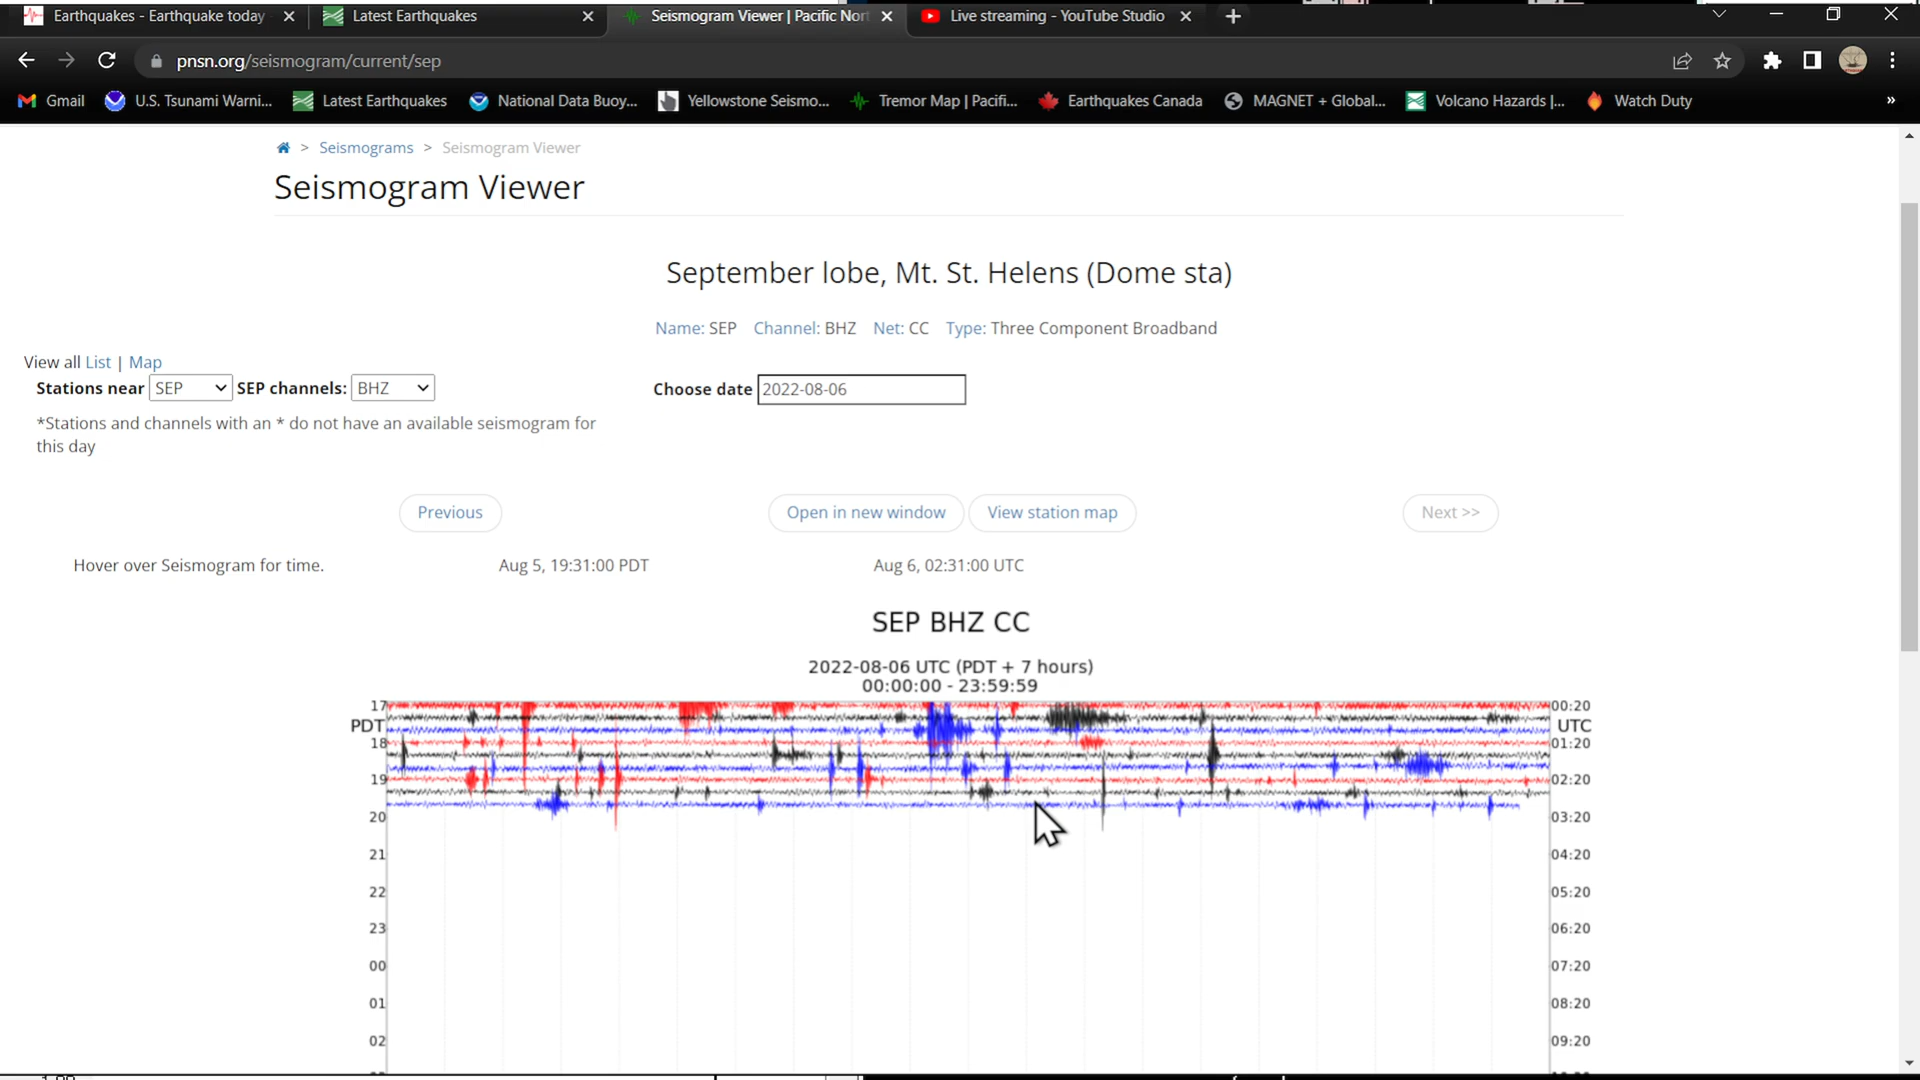 Earthquakes - Earthquake today
Latest Earthquakes
Seismogram Viewer | Pacific Nort
Live streaming - YouTube Studio
pnsn.org/seismogram/current/sep
Gmail
U.S. Tsunami Warni...
Latest Earthquakes
National Data Buoy...
Yellowstone Seismo...
Tremor Map | Pacifi...
Earthquakes Canada
MAGNET + Global...
Volcano Hazards |...
Watch Duty
»
> Seismograms > Seismogram Viewer
Seismogram Viewer
September lobe, Mt. St. Helens (Dome sta)
Name: SEP Channel: BHZ Net: CC Type: Three Component Broadband
View all List | Map
Stations near SEP SEP channels: BHZ
Choose date 2022-08-06
*Stations and channels with an * do not have an available seismogram for
this day
Previous
Open in new window
View station map
Next >>
Hover over Seismogram for time.
Aug 5, 19:31:00 PDT
Aug 6, 02:31:00 UTC
SEP BHZ CC
2022-08-06 UTC (PDT + 7 hours)
00:00:00 - 23:59:59
17 00:20
PDT UTC
18 01:20
19 02:20
20 03:20
21 04:20
22 05:20
23 06:20
00 07:20
01 08:20
02 09:20